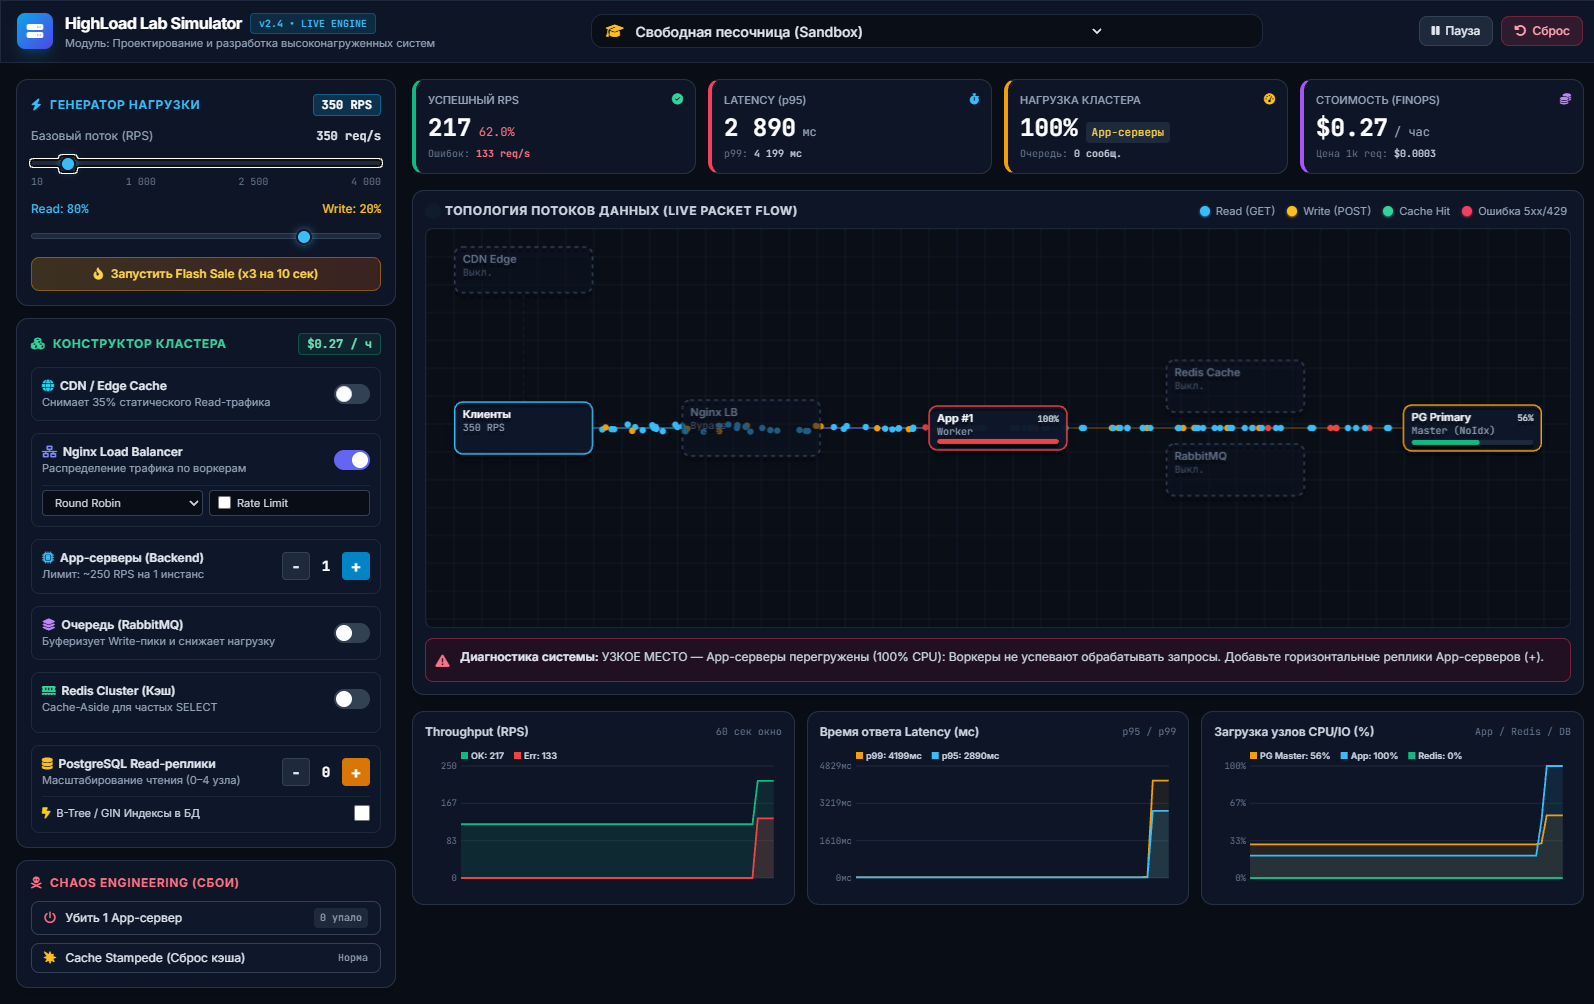 HighLoad Lab Simulator
v2.4 • LIVE ENGINE
Модуль: Проектирование и разработка высоконагруженных систем
Свободная песочница (Sandbox)
Пауза
Сброс
ГЕНЕРАТОР НАГРУЗКИ
350 RPS
Базовый поток (RPS)
350 req/s
10 1 000 2 500 4 000
Read: 80%
Write: 20%
Запустить Flash Sale (x3 на 10 сек)
КОНСТРУКТОР КЛАСТЕРА
$0.27 / ч
CDN / Edge Cache
Снимает 35% статического Read-трафика
Nginx Load Balancer
Распределение трафика по воркерам
Round Robin
Rate Limit
App-серверы (Backend)
Лимит: ~250 RPS на 1 инстанс
- 1 +
Очередь (RabbitMQ)
Буферизует Write-пики и снижает нагрузку
Redis Cluster (Кэш)
Cache-Aside для частых SELECT
PostgreSQL Read-реплики
Масштабирование чтения (0–4 узла)
- 0 +
B-Tree / GIN Индексы в БД
CHAOS ENGINEERING (СБОИ)
Убить 1 App-сервер
0 упало
Cache Stampede (Сброс кэша)
Норма
УСПЕШНЫЙ RPS
217 62.0%
Ошибок: 133 req/s
LATENCY (p95)
2 890 мс
p99: 4 199 мс
НАГРУЗКА КЛАСТЕРА
100% App-серверы
Очередь: 0 сообщ.
СТОИМОСТЬ (FINOPS)
$0.27 / час
Цена 1k req: $0.0003
ТОПОЛОГИЯ ПОТОКОВ ДАННЫХ (LIVE PACKET FLOW)
Read (GET)
Write (POST)
Cache Hit
Ошибка 5xx/429
CDN Edge
Выкл.
Клиенты
350 RPS
Nginx LB
App #1
100%
Worker
Redis Cache
Выкл.
RabbitMQ
Выкл.
PG Primary
56%
Master (NoIdx)
Диагностика системы: УЗКОЕ МЕСТО — App-серверы перегружены (100% CPU): Воркеры не успевают обрабатывать запросы. Добавьте горизонтальные реплики App-серверов (+).
Throughput (RPS)
60 сек окно
OK: 217 Err: 133
250
167
83
0
Время ответа Latency (мс)
p95 / p99
p99: 4199мс p95: 2890мс
4829мс
3219мс
1610мс
0мс
Загрузка узлов CPU/IO (%)
App / Redis / DB
PG Master: 56% App: 100% Redis: 0%
100%
67%
33%
0%